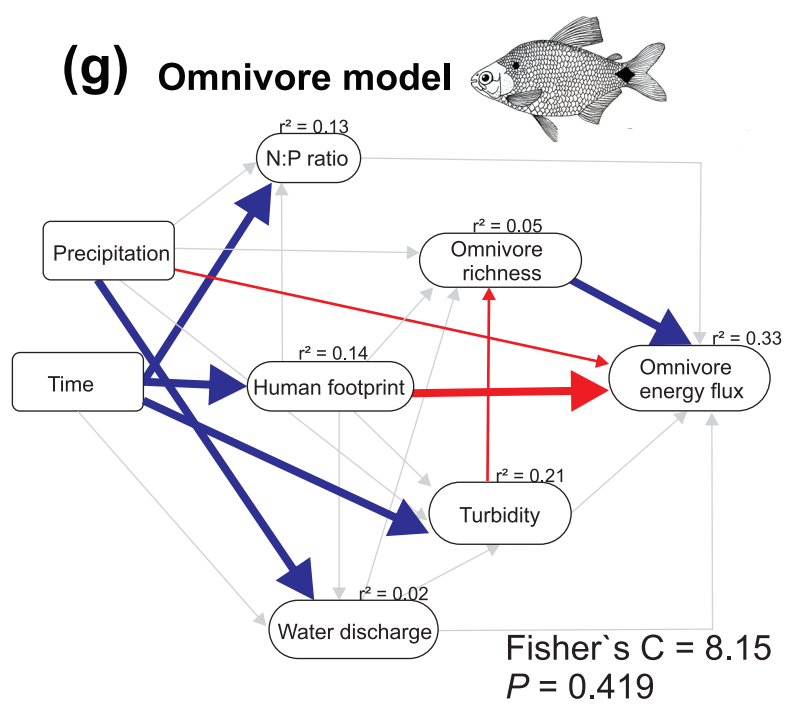 (g) Omnivore model
r² = 0.13
N:P ratio
Precipitation
r² = 0.05
Omnivore
richness
r² = 0.33
Omnivore
energy flux
Time
r² = 0.14
Human footprint
r² = 0.21
Turbidity
r² = 0.02
Water discharge
Fisher`s C = 8.15
P = 0.419